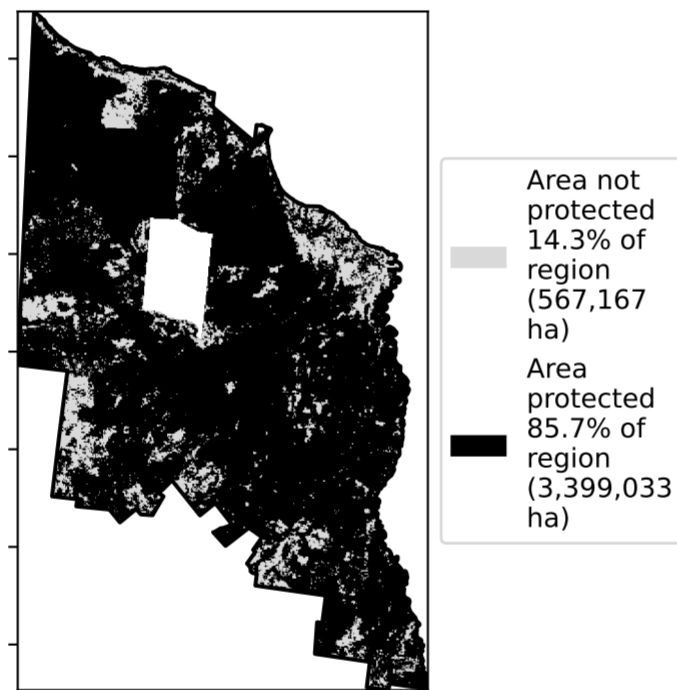 Area not
protected
14.3% of
region
(567,167
ha)
Area
protected
85.7% of
region
(3,399,033
ha)